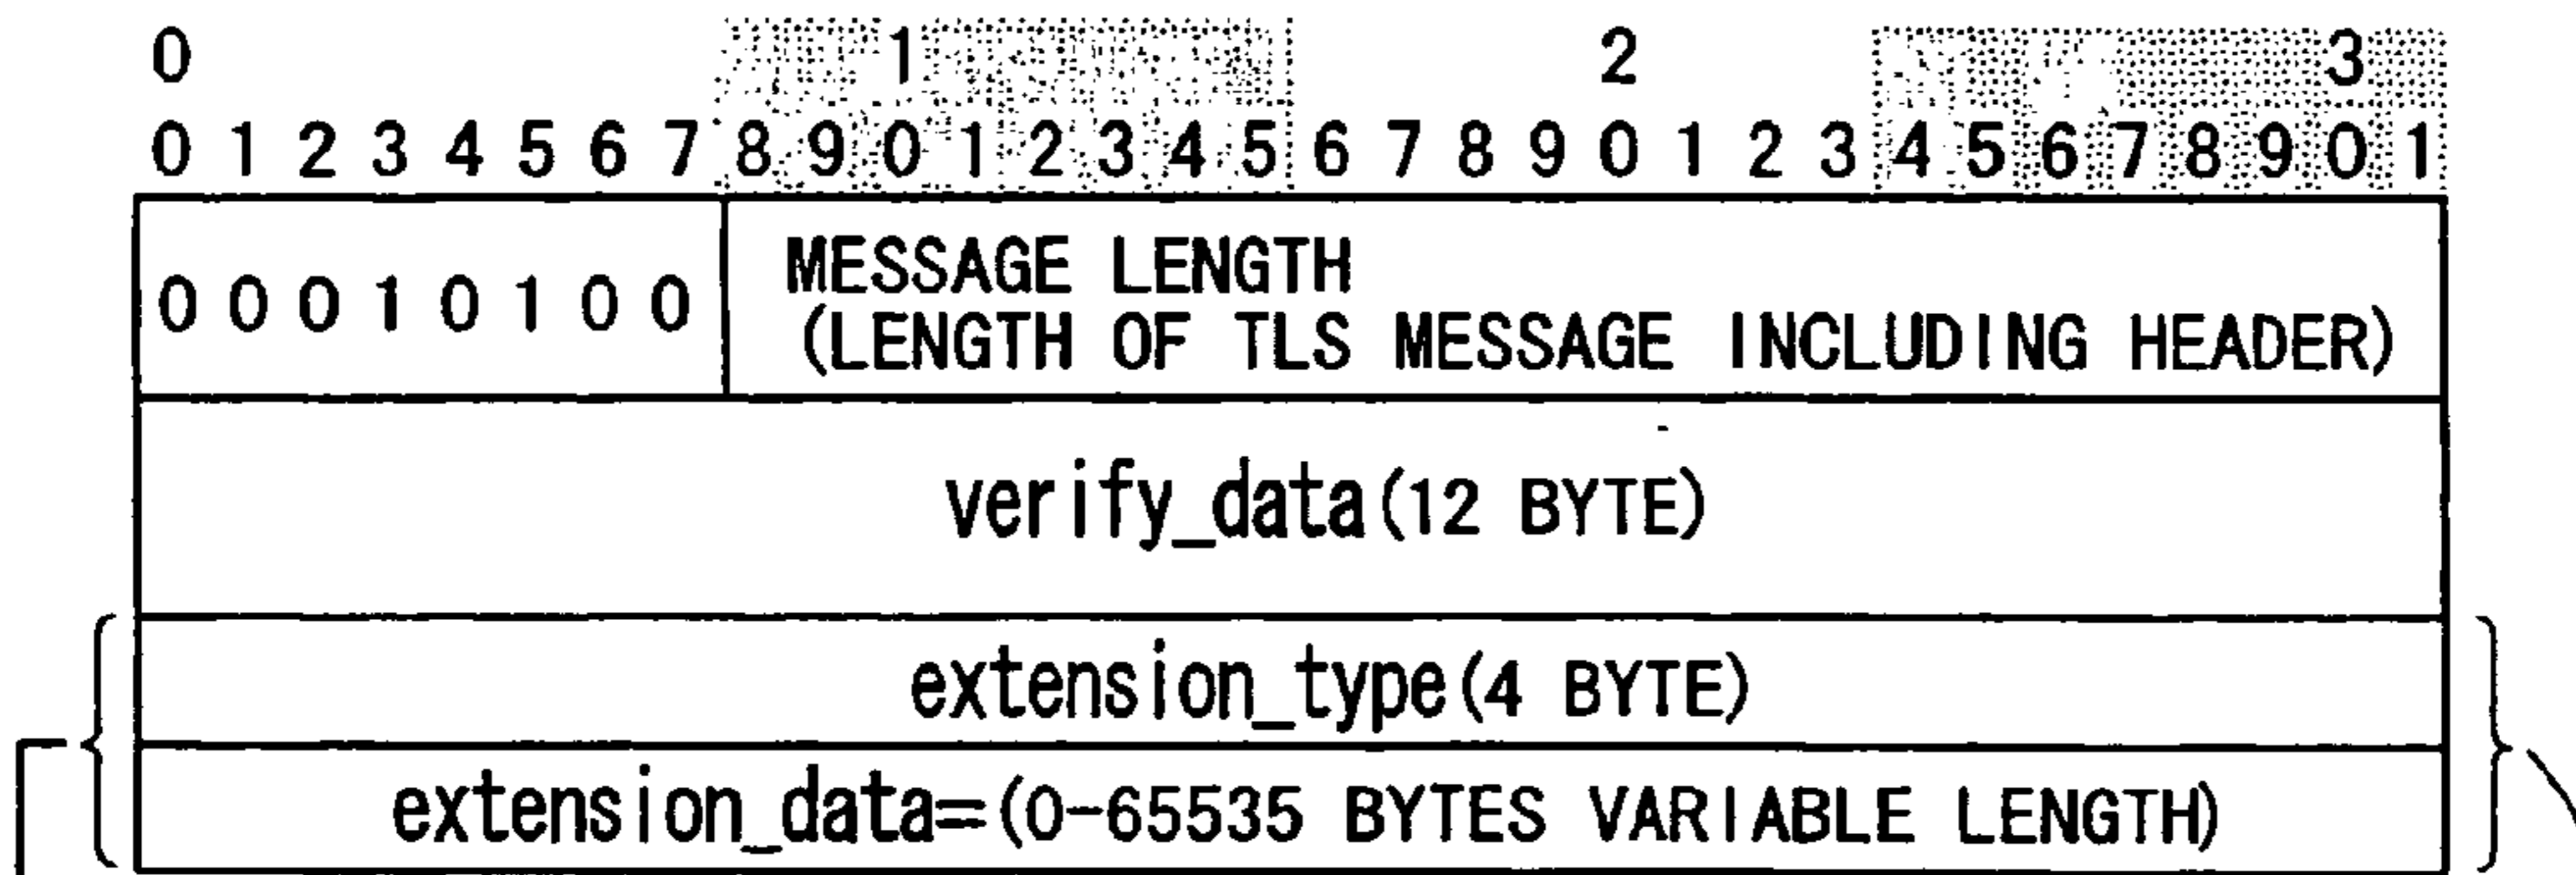 0 1 2 3
0 1 2 3 4 5 6 7 8 9 0 1 2 3 4 5 6 7 8 9 0 1 2 3 4 5 6 7 8 9 0 1
0 0 0 1 0 1 0 0
MESSAGE LENGTH
(LENGTH OF TLS MESSAGE INCLUDING HEADER)
verify_data(12 BYTE)
extension_type(4 BYTE)
extension_data=(0-65535 BYTES VARIABLE LENGTH)